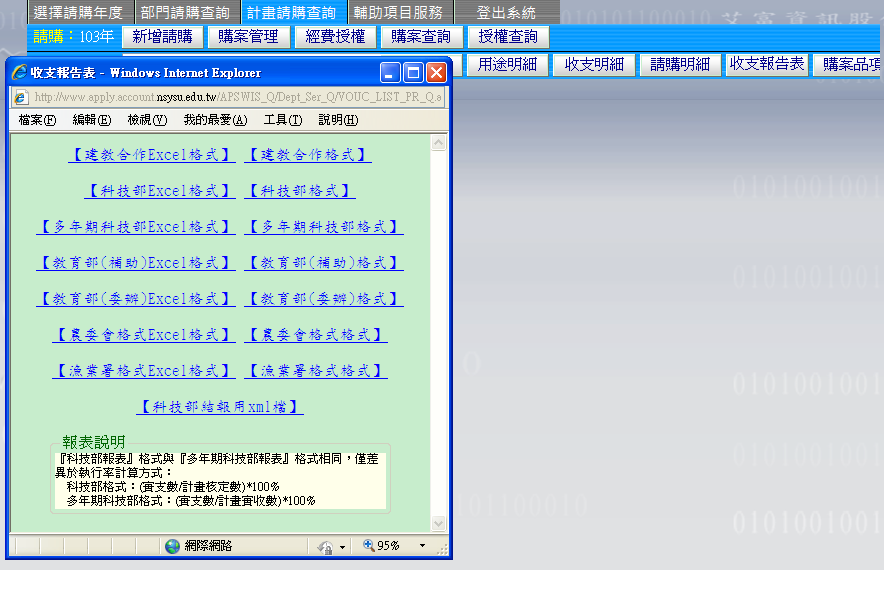 選擇請購年度 部門請購查詢 計畫請購查詢 輔助項目服務 登出系統
艾富資訊股
請購：103年 新增請購 購案管理 經費授權 購案查詢 授權查詢
用途明細 收支明細 請購明細 收支報告表 購案品項
收支報告表 - Windows Internet Explorer
http://www.apply.account.nsysu.edu.tw/APSWIS_Q/Dept_Ser_Q/VOUC_LIST_PR_Q.a
檔案(F) 編輯(E) 檢視(V) 我的最愛(A) 工具(T) 說明(H)
【建教合作Excel格式】 【建教合作格式】
【科技部Excel格式】 【科技部格式】
【多年期科技部Excel格式】 【多年期科技部格式】
【教育部(補助)Excel格式】 【教育部(補助)格式】
【教育部(委辦)Excel格式】 【教育部(委辦)格式】
【農委會格式Excel格式】 【農委會格式格式】
【漁業署格式Excel格式】 【漁業署格式格式】
【科技部結報用xml檔】
報表說明
『科技部報表』格式與『多年期科技部報表』格式相同，僅差
異於執行率計算方式：
科技部格式：(實支數/計畫核定數)*100%
多年期科技部格式：(實支數/計畫實收數)*100%
網際網路 95%